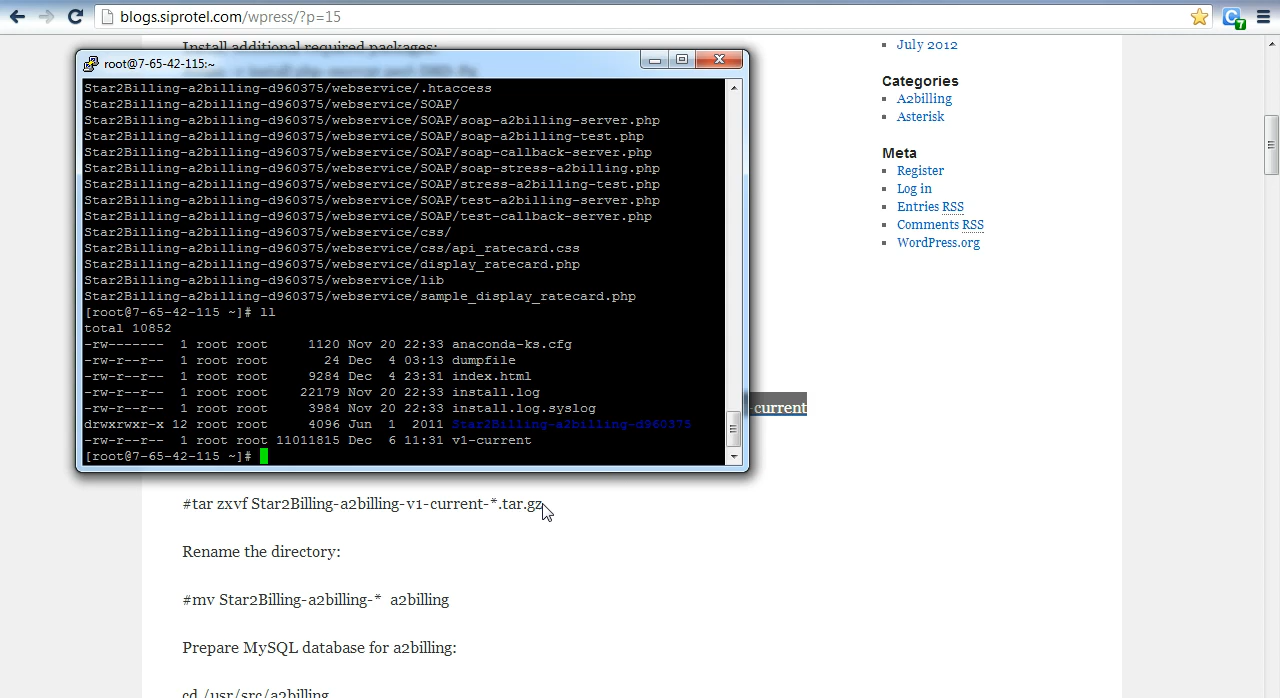 blogs.siprotel.com/wpress/?p=15
Install additional required packages:
July 2012
Categories
A2billing
Asterisk
Meta
Register
Log in
Entries RSS
Comments RSS
WordPress.org
root@7-65-42-115:~
Star2Billing-a2billing-d960375/webservice/.htaccess
Star2Billing-a2billing-d960375/webservice/SOAP/
Star2Billing-a2billing-d960375/webservice/SOAP/soap-a2billing-server.php
Star2Billing-a2billing-d960375/webservice/SOAP/soap-a2billing-test.php
Star2Billing-a2billing-d960375/webservice/SOAP/soap-callback-server.php
Star2Billing-a2billing-d960375/webservice/SOAP/soap-stress-a2billing.php
Star2Billing-a2billing-d960375/webservice/SOAP/stress-a2billing-test.php
Star2Billing-a2billing-d960375/webservice/SOAP/test-a2billing-server.php
Star2Billing-a2billing-d960375/webservice/SOAP/test-callback-server.php
Star2Billing-a2billing-d960375/webservice/css/
Star2Billing-a2billing-d960375/webservice/css/api_ratecard.css
Star2Billing-a2billing-d960375/webservice/display_ratecard.php
Star2Billing-a2billing-d960375/webservice/lib
Star2Billing-a2billing-d960375/webservice/sample_display_ratecard.php
[root@7-65-42-115 ~]# ll
total 10852
-rw-------  1 root root     1120 Nov 20 22:33 anaconda-ks.cfg
-rw-r--r--  1 root root       24 Dec  4 03:13 dumpfile
-rw-r--r--  1 root root     9284 Dec  4 23:31 index.html
-rw-r--r--  1 root root    22179 Nov 20 22:33 install.log
-rw-r--r--  1 root root     3984 Nov 20 22:33 install.log.syslog
drwxrwxr-x 12 root root     4096 Jun  1  2011 Star2Billing-a2billing-d960375
-rw-r--r--  1 root root 11011815 Dec  6 11:31 v1-current
[root@7-65-42-115 ~]#
-current
#tar zxvf Star2Billing-a2billing-v1-current-*.tar.gz
Rename the directory:
#mv Star2Billing-a2billing-*  a2billing
Prepare MySQL database for a2billing:
cd /usr/src/a2billing